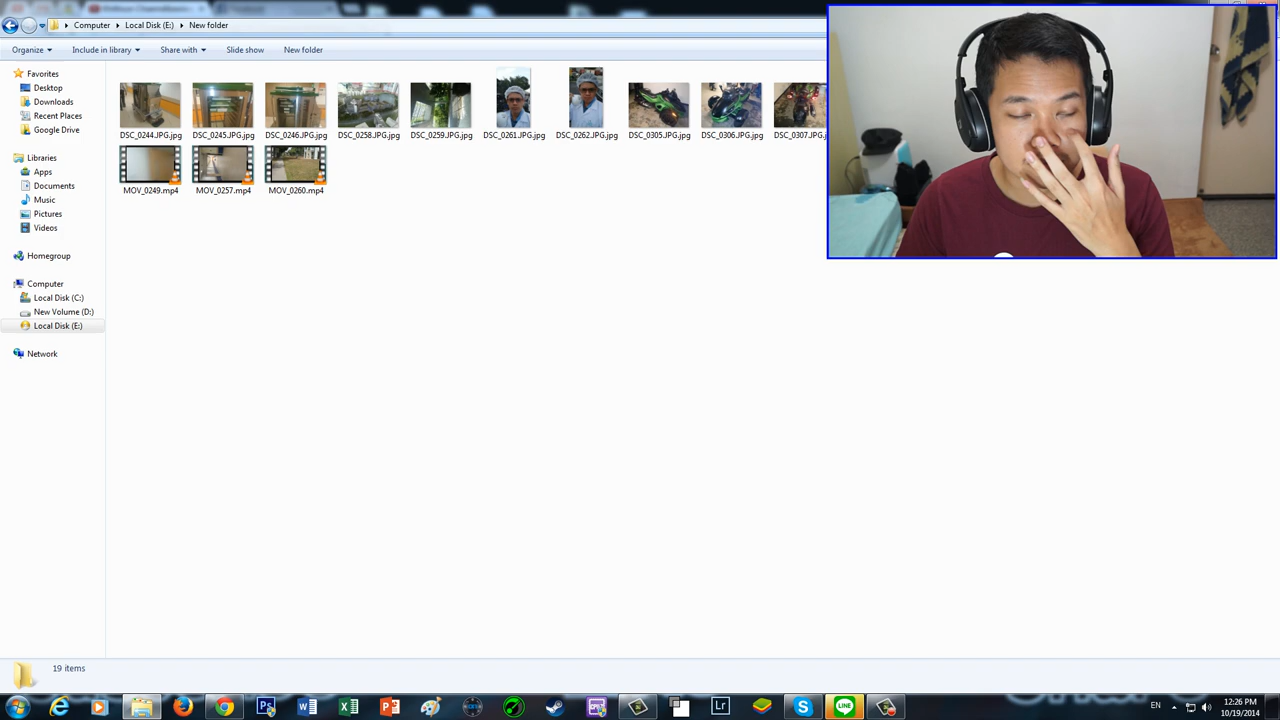 Computer Local Disk (E:) New folder
Organize Include in library Share with Slide show New folder
Favorites
Desktop
Downloads
Recent Places
Google Drive
Libraries
Apps
Documents
Music
Pictures
Videos
Homegroup
Computer
Local Disk (C:)
New Volume (D:)
Local Disk (E:)
Network
DSC_0244.JPG.jpg DSC_0245.JPG.jpg DSC_0246.JPG.jpg DSC_0258.JPG.jpg DSC_0259.JPG.jpg DSC_0261.JPG.jpg DSC_0262.JPG.jpg DSC_0305.JPG.jpg DSC_0306.JPG.jpg DSC_0307.JPG.jpg
MOV_0249.mp4 MOV_0257.mp4 MOV_0260.mp4
19 items
Ps Lr S LINE
EN 12:26 PM
10/19/2014